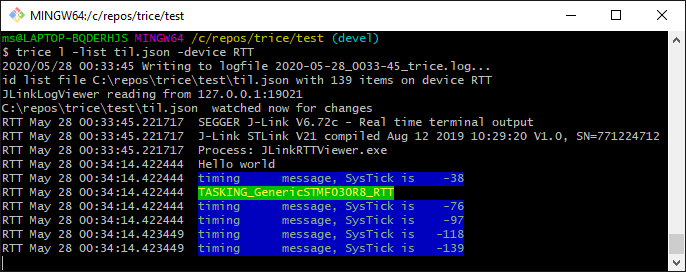 MINGW64:/c/repos/trice/test
ms@LAPTOP-BQDERHJS MINGW64 /c/repos/trice/test (devel)
$ trice l -list til.json -device RTT
2020/05/28 00:33:45 Writing to logfile 2020-05-28_0033-45_trice.log...
id list file C:\repos\trice\test\til.json with 139 items on device RTT
JLinkLogViewer reading from 127.0.0.1:19021
C:\repos\trice\test\til.json  watched now for changes
RTT May 28 00:33:45.221717  SEGGER J-Link V6.72c - Real time terminal output
RTT May 28 00:33:45.221717  J-Link STLink V21 compiled Aug 12 2019 10:29:20 V1.0, SN=771224712
RTT May 28 00:33:45.221717  Process: JLinkRTTViewer.exe
RTT May 28 00:34:14.422444  Hello world
RTT May 28 00:34:14.422444  timing      message, SysTick is    -38
RTT May 28 00:34:14.422444  TASKING_GenericSTMF030R8_RTT
RTT May 28 00:34:14.422444  timing      message, SysTick is    -76
RTT May 28 00:34:14.422444  timing      message, SysTick is    -97
RTT May 28 00:34:14.423449  timing      message, SysTick is   -118
RTT May 28 00:34:14.423449  timing      message, SysTick is   -139